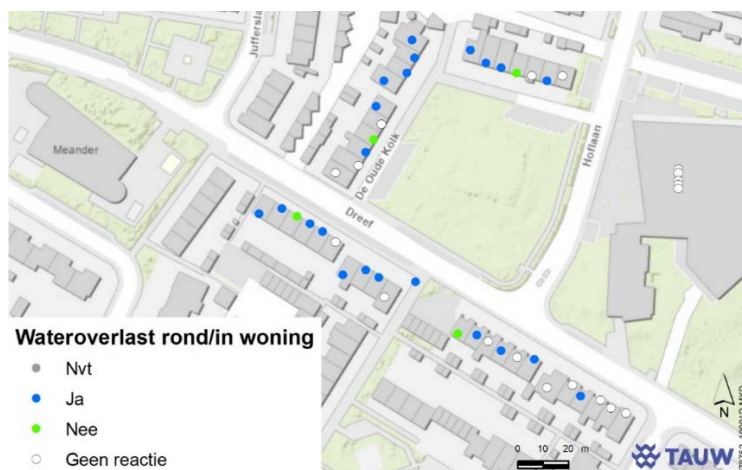 Juffersla
Meander
De Oude Kolk
Hoflaan
Dreef
Wateroverlast rond/in woning
Nvt
Ja
Nee
Geen reactie
0 10 20 m
N
TAUW